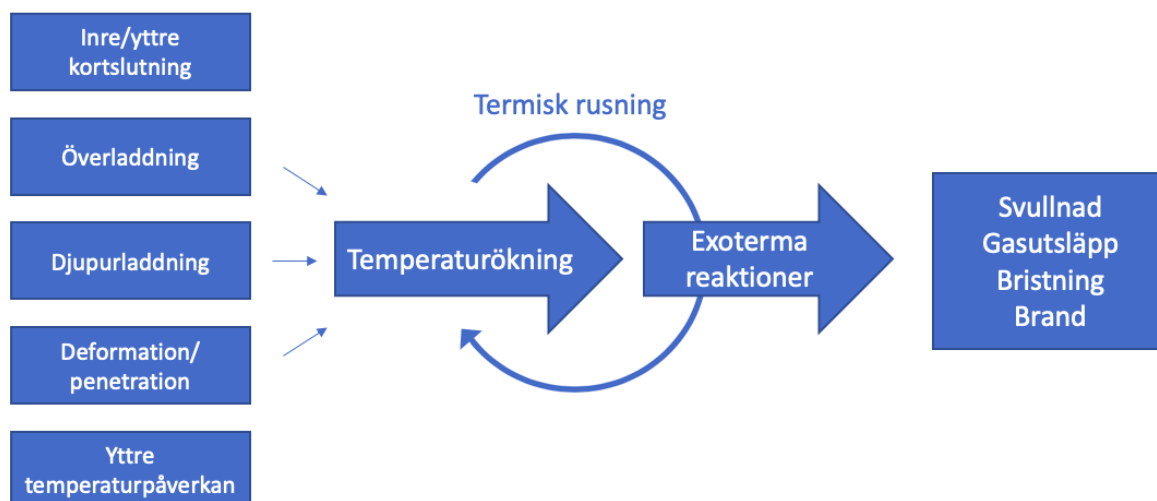 Inre/yttre
kortslutning
Överladdning
Djupurladdning
Deformation/
penetration
Yttre
temperaturpåverkan
Termisk rusning
Temperaturökning
Exoterma
reaktioner
Svullnad
Gasutsläpp
Bristning
Brand